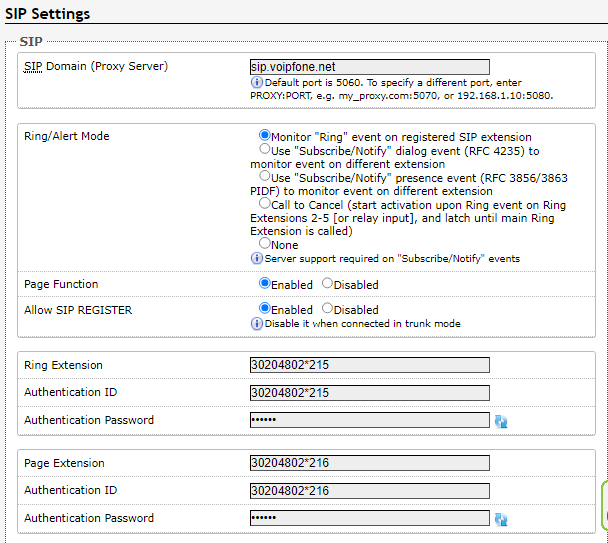 SIP Settings
SIP
SIP Domain (Proxy Server)
sip.voipfone.net
Default port is 5060. To specify a different port, enter
PROXY:PORT, e.g. my_proxy.com:5070, or 192.168.1.10:5080.
Ring/Alert Mode
Monitor "Ring" event on registered SIP extension
Use "Subscribe/Notify" dialog event (RFC 4235) to
monitor event on different extension
Use "Subscribe/Notify" presence event (RFC 3856/3863
PIDF) to monitor event on different extension
Call to Cancel (start activation upon Ring event on Ring
Extensions 2-5 [or relay input], and latch until main Ring
Extension is called)
None
Server support required on "Subscribe/Notify" events
Page Function
Enabled Disabled
Allow SIP REGISTER
Enabled Disabled
Disable it when connected in trunk mode
Ring Extension
30204802*215
Authentication ID
30204802*215
Authentication Password
••••••
Page Extension
30204802*216
Authentication ID
30204802*216
Authentication Password
••••••